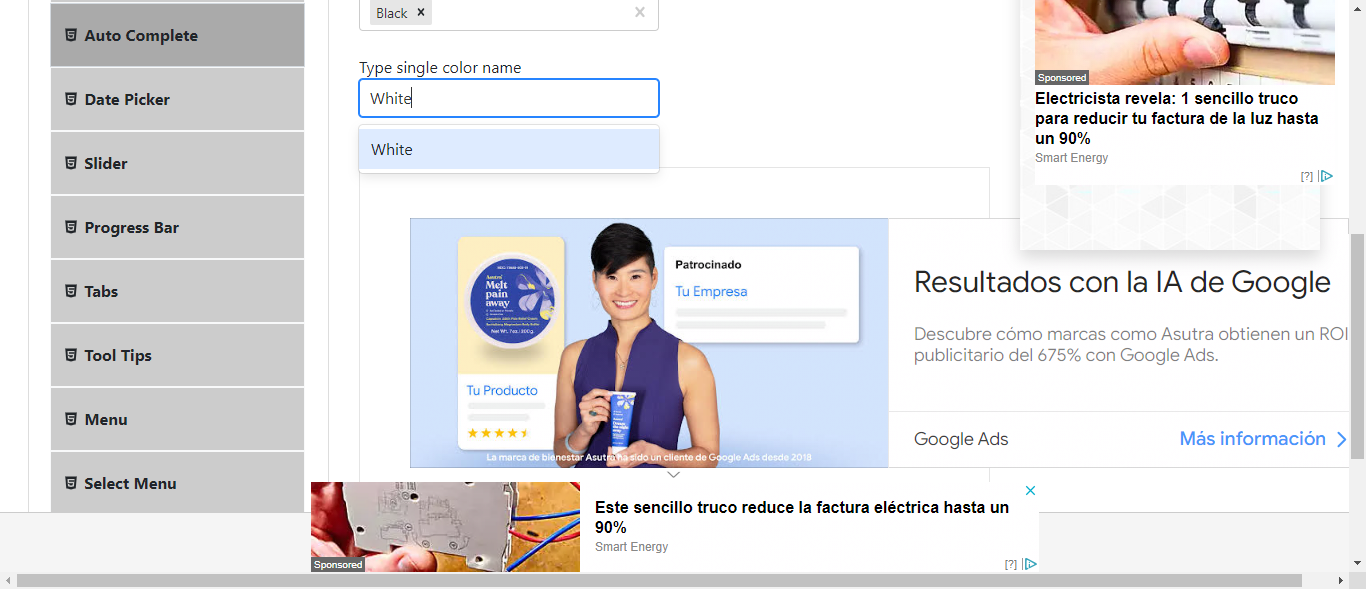 Black ×
×
Auto Complete
Type single color name
White
White
Date Picker
Slider
Progress Bar
Tabs
Tool Tips
Menu
Select Menu
Sponsored
Electricista revela: 1 sencillo truco
para reducir tu factura de la luz hasta
un 90%
Smart Energy
[?]
Asutra
Melt
pain
away
Net Wt. 7oz. (200 g)
Tu Producto
Patrocinado
Tu Empresa
La marca de bienestar Asutra ha sido un cliente de Google Ads desde 2018
Resultados con la IA de Google
Descubre cómo marcas como Asutra obtienen un ROI
publicitario del 675% con Google Ads.
Google Ads
Más información
Sponsored
Este sencillo truco reduce la factura eléctrica hasta un
90%
Smart Energy
[?]